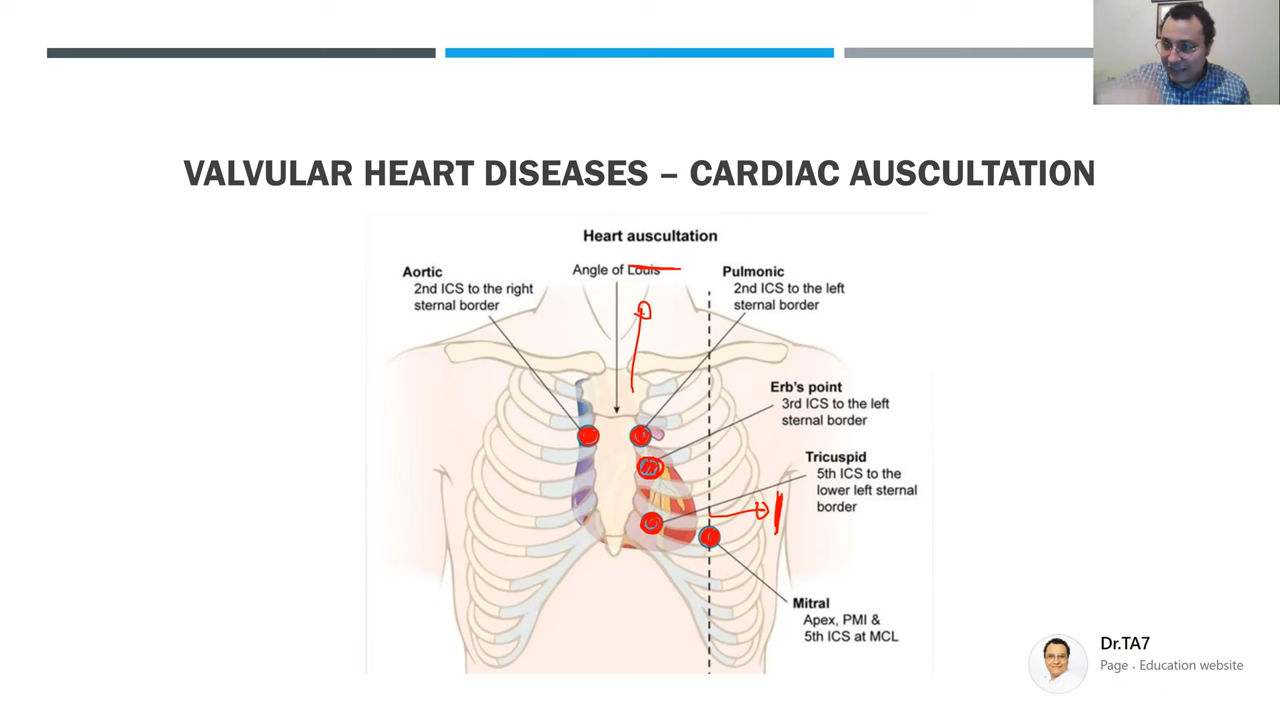 VALVULAR HEART DISEASES – CARDIAC AUSCULTATION
Heart auscultation
Aortic
2nd ICS to the right
sternal border
Angle of Louis
Pulmonic
2nd ICS to the left
sternal border
Erb's point
3rd ICS to the left
sternal border
Tricuspid
5th ICS to the
lower left sternal
border
Mitral
Apex, PMI &
5th ICS at MCL
Dr.TA7
Page · Education website